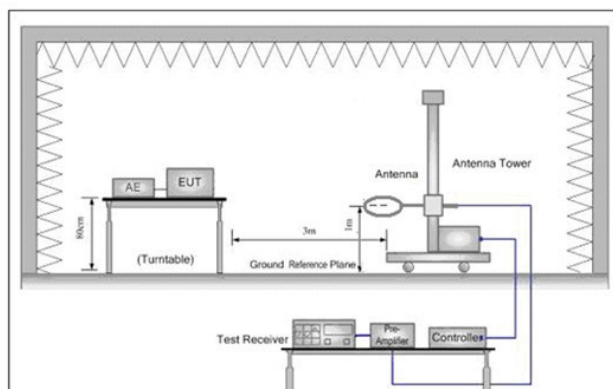 Antenna
Antenna Tower
AE
EUT
80cm
(Turntable)
3m
1m
Ground Reference Plane
Test Receiver
Pre-
Amplifier
Controller